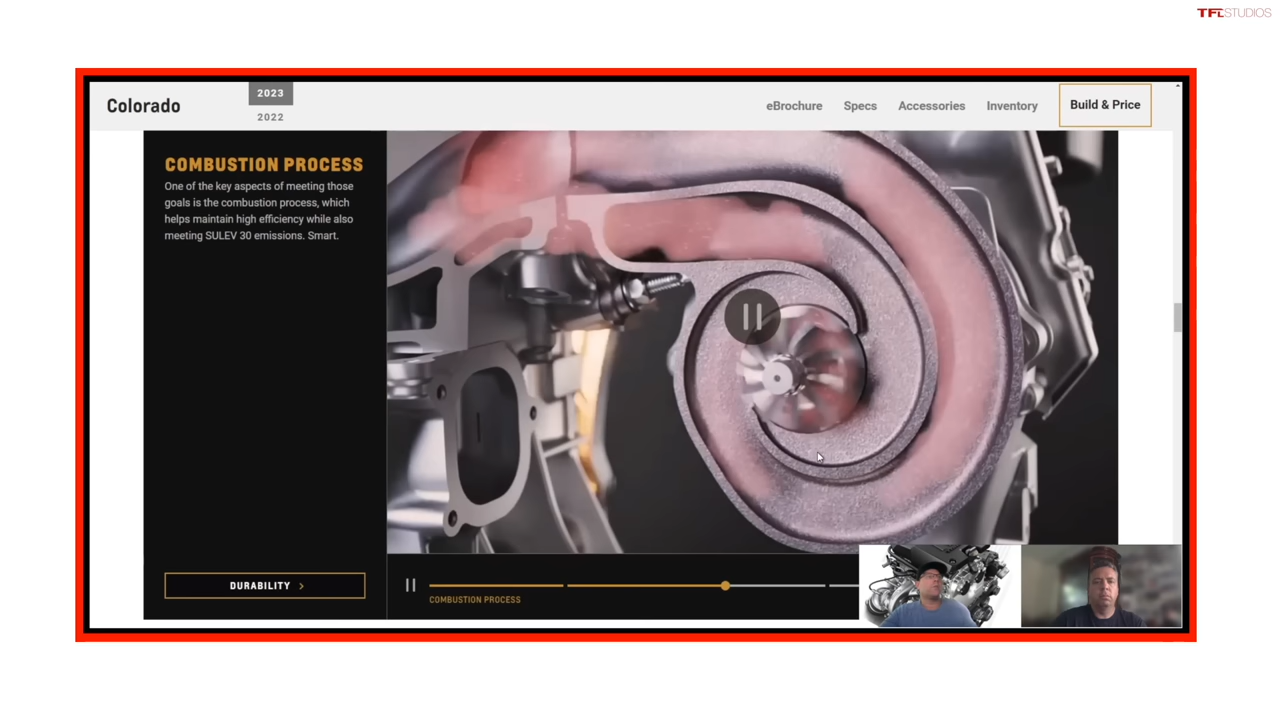 TFLSTUDIOS
Colorado
2023
2022
eBrochure
Specs
Accessories
Inventory
Build & Price
COMBUSTION PROCESS
One of the key aspects of meeting those
goals is the combustion process, which
helps maintain high efficiency while also
meeting SULEV 30 emissions. Smart.
DURABILITY >
COMBUSTION PROCESS